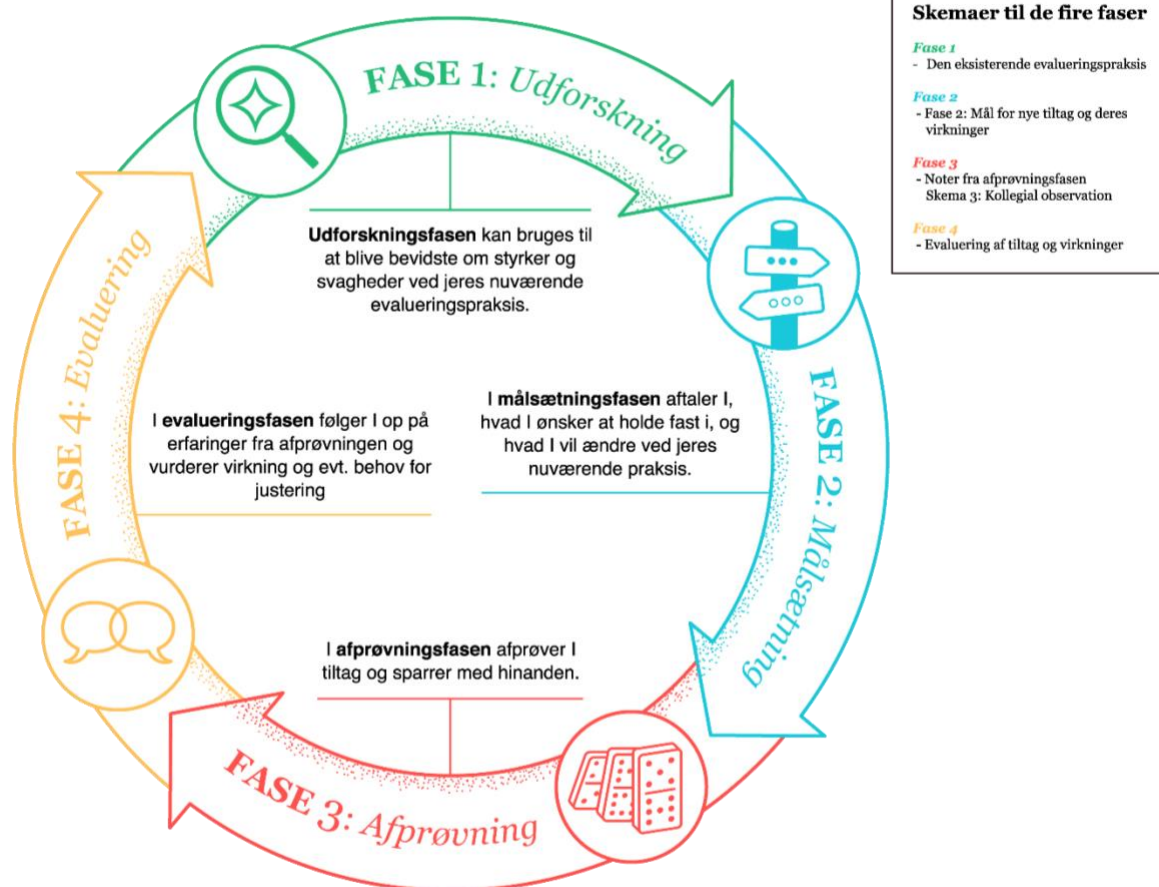 FASE 1: Udforskning
Udforskningsfasen kan bruges til
at blive bevidste om styrker og
svagheder ved jeres nuværende
evalueringspraksis.
FASE 2: Målsætning
I målsætningsfasen aftaler I,
hvad I ønsker at holde fast i, og
hvad I vil ændre ved jeres
nuværende praksis.
FASE 3: Afprøvning
I afprøvningsfasen afprøver I
tiltag og sparrer med hinanden.
FASE 4: Evaluering
I evalueringsfasen følger I op på
erfaringer fra afprøvningen og
vurderer virkning og evt. behov for
justering
Skemaer til de fire faser
Fase 1
- Den eksisterende evalueringspraksis
Fase 2
- Fase 2: Mål for nye tiltag og deres
virkninger
Fase 3
- Noter fra afprøvningsfasen
Skema 3: Kollegial observation
Fase 4
- Evaluering af tiltag og virkninger